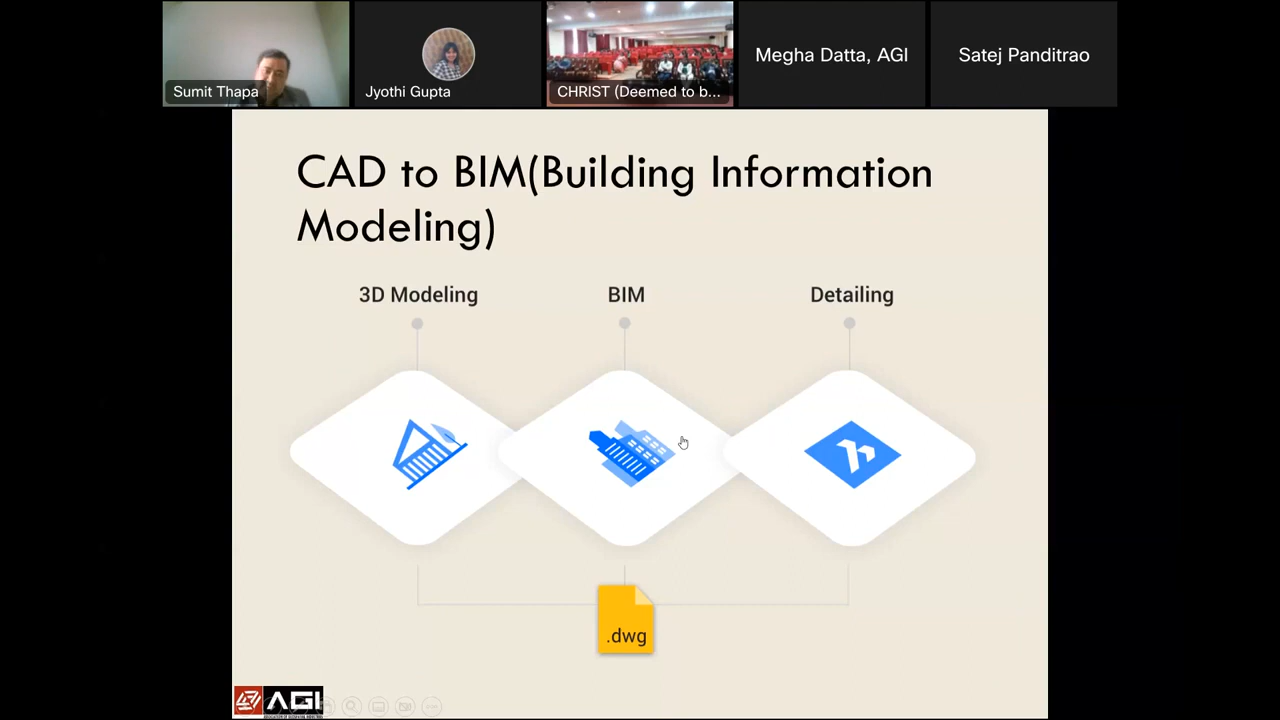 Sumit Thapa
Jyothi Gupta
CHRIST (Deemed to b...
Megha Datta, AGI
Satej Panditrao
CAD to BIM(Building Information
Modeling)
3D Modeling
BIM
Detailing
.dwg
AGI